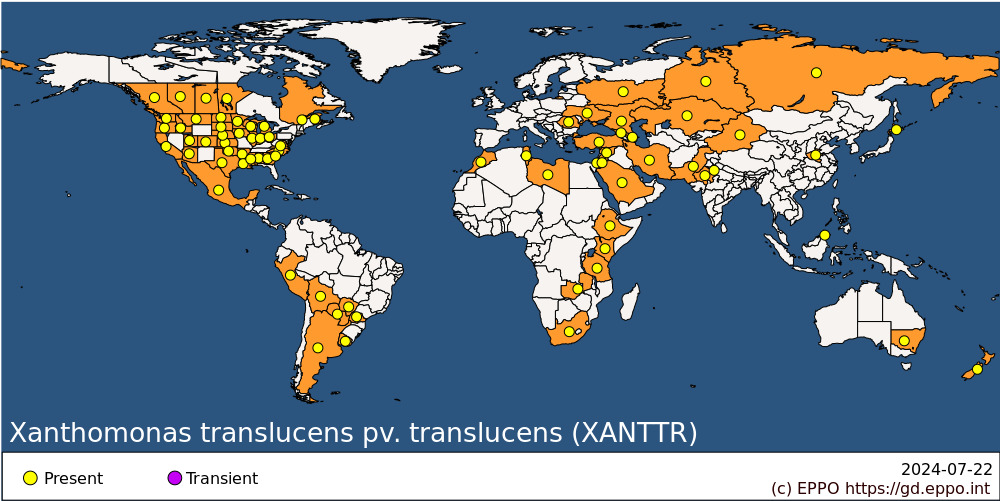 Xanthomonas translucens pv. translucens (XANTTR)
Present
Transient
2024-07-22
(c) EPPO https://gd.eppo.int